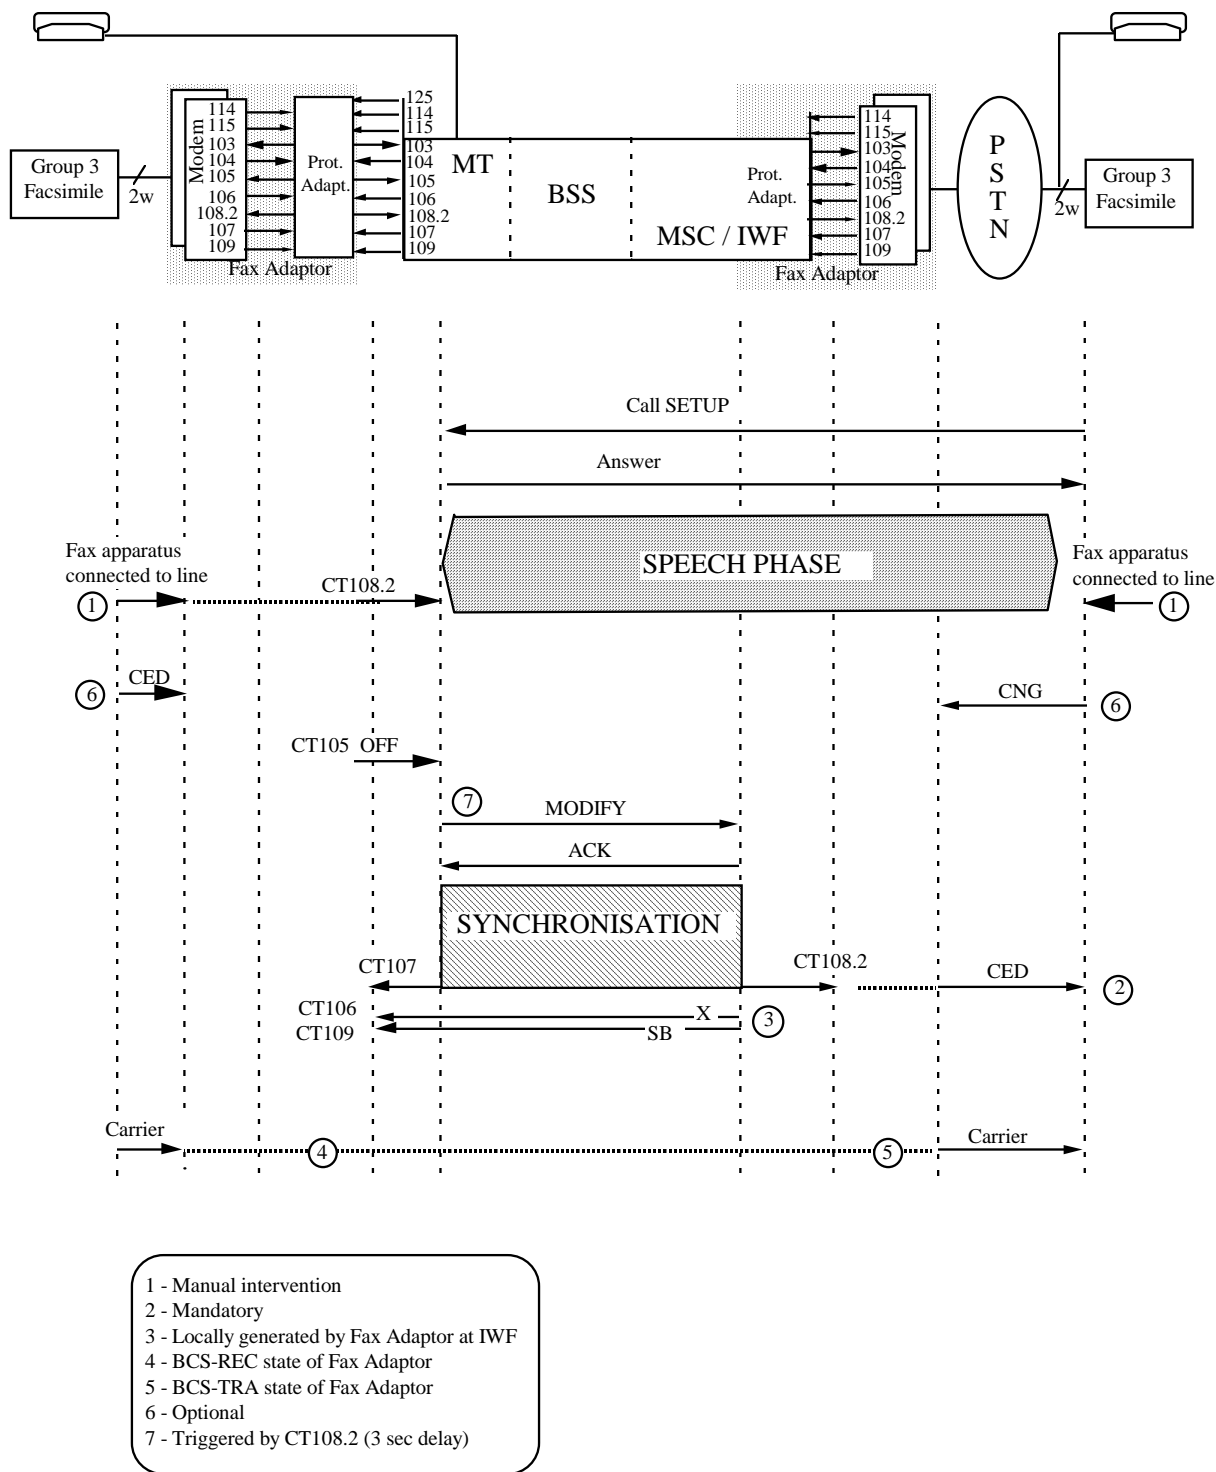 125
114
115
103
104
105
106
108.2
107
109
Modem
Prot.
Adapt.
114
115
103
104
105
106
108.2
107
109
Group 3
Facsimile
2w
Fax Adaptor
MT
BSS
MSC / IWF
Prot.
Adapt.
114
115
103
104
105
106
108.2
107
109
Modem
Fax Adaptor
P
S
T
N
2w
Group 3
Facsimile
Call SETUP
Answer
SPEECH PHASE
Fax apparatus
connected to line
1
CT108.2
Fax apparatus
connected to line
1
6
CED
CNG
6
CT105 OFF
7
MODIFY
ACK
SYNCHRONISATION
CT107
CT108.2
CED
2
CT106
X
3
CT109
SB
Carrier
4
5
Carrier
1 - Manual intervention
2 - Mandatory
3 - Locally generated by Fax Adaptor at IWF
4 - BCS-REC state of Fax Adaptor
5 - BCS-TRA state of Fax Adaptor
6 - Optional
7 - Triggered by CT108.2 (3 sec delay)